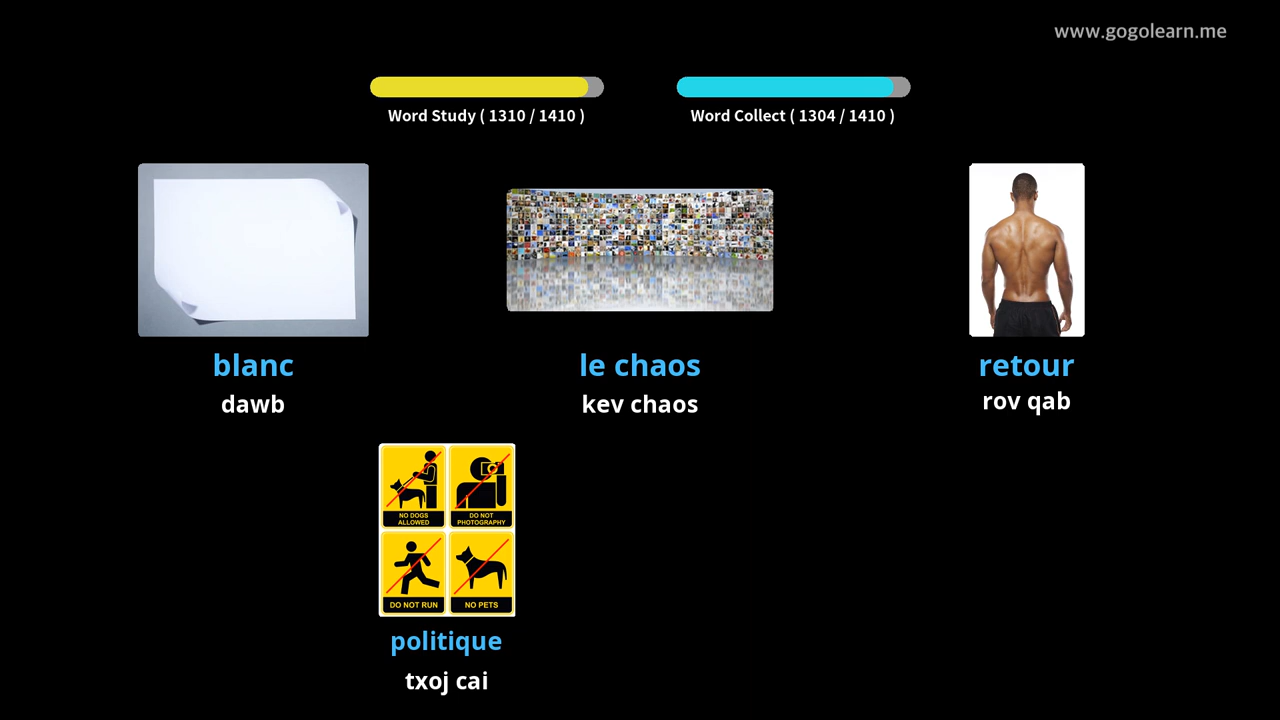 www.gogolearn.me
Word Study ( 1310 / 1410 )
Word Collect ( 1304 / 1410 )
blanc
dawb
le chaos
kev chaos
retour
rov qab
NO DOGS
ALLOWED
DO NOT
PHOTOGRAPHY
DO NOT RUN
NO PETS
politique
txoj cai